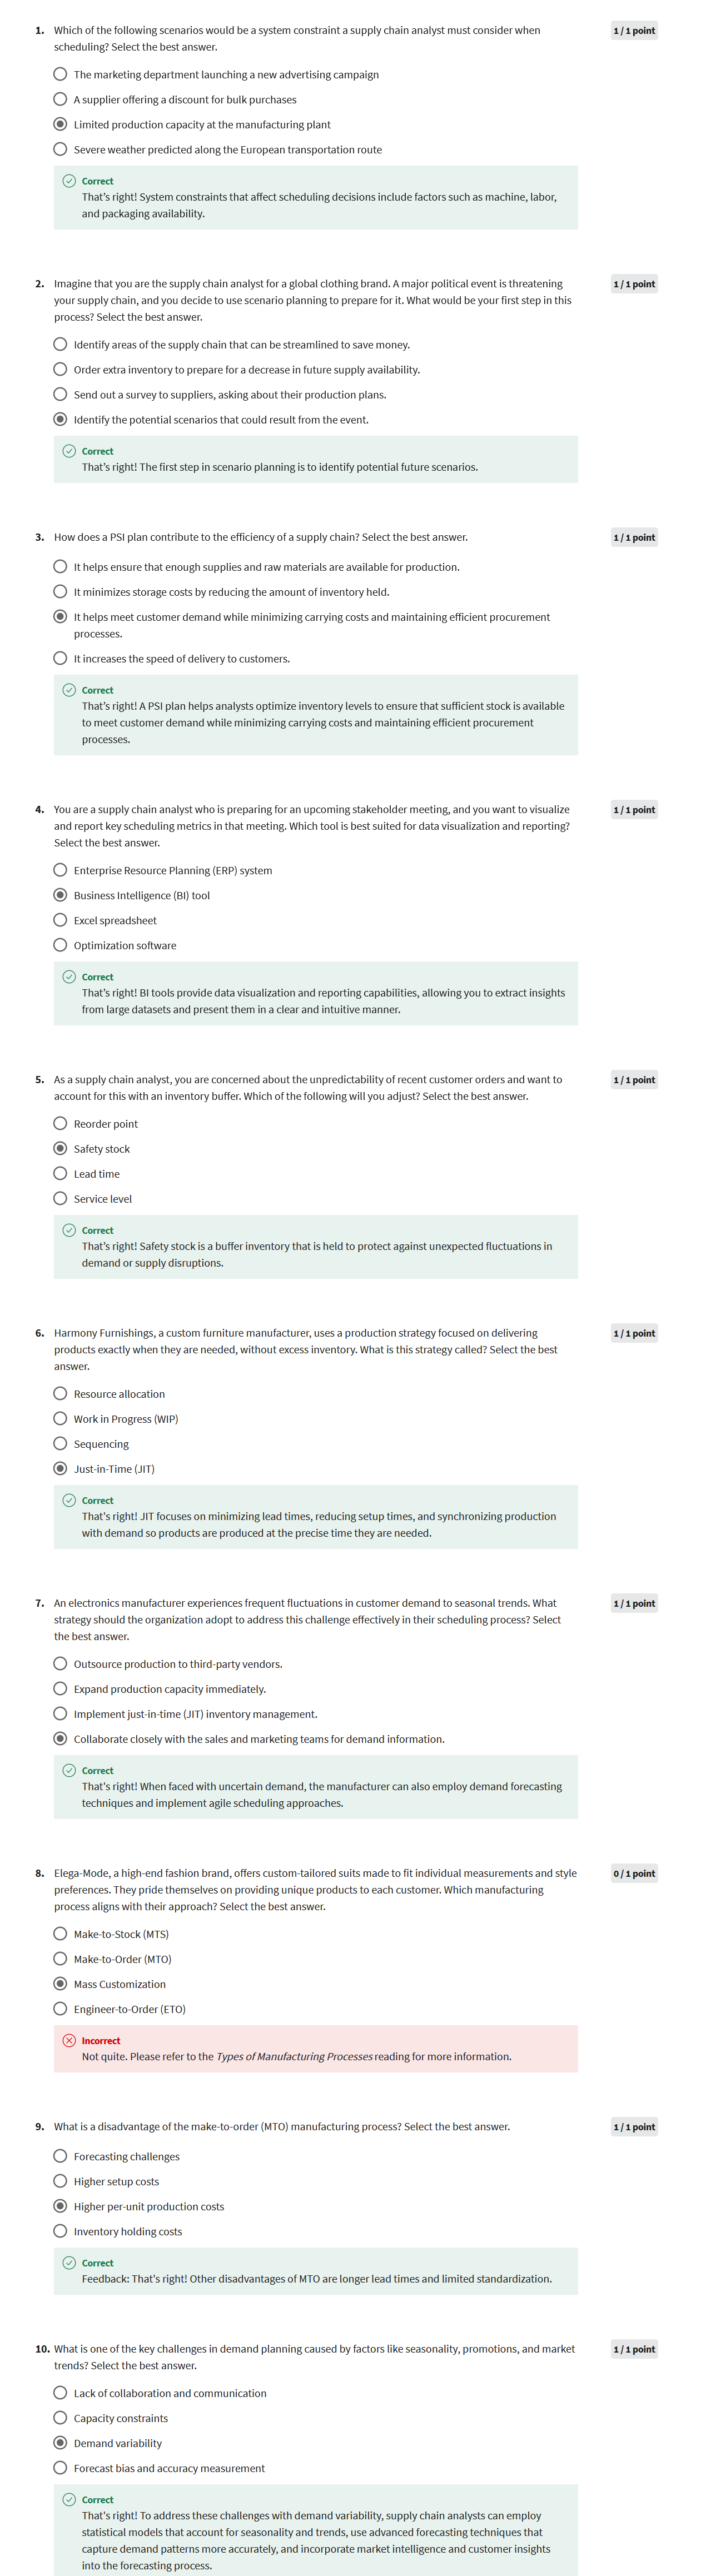 1. Which of the following scenarios would be a system constraint a supply chain analyst must consider when
scheduling? Select the best answer.
1 / 1 point
The marketing department launching a new advertising campaign
A supplier offering a discount for bulk purchases
Limited production capacity at the manufacturing plant
Severe weather predicted along the European transportation route
Correct
That's right! System constraints that affect scheduling decisions include factors such as machine, labor,
and packaging availability.
2. Imagine that you are the supply chain analyst for a global clothing brand. A major political event is threatening
your supply chain, and you decide to use scenario planning to prepare for it. What would be your first step in this
process? Select the best answer.
1 / 1 point
Identify areas of the supply chain that can be streamlined to save money.
Order extra inventory to prepare for a decrease in future supply availability.
Send out a survey to suppliers, asking about their production plans.
Identify the potential scenarios that could result from the event.
Correct
That's right! The first step in scenario planning is to identify potential future scenarios.
3. How does a PSI plan contribute to the efficiency of a supply chain? Select the best answer.
1 / 1 point
It helps ensure that enough supplies and raw materials are available for production.
It minimizes storage costs by reducing the amount of inventory held.
It helps meet customer demand while minimizing carrying costs and maintaining efficient procurement
processes.
It increases the speed of delivery to customers.
Correct
That's right! A PSI plan helps analysts optimize inventory levels to ensure that sufficient stock is available
to meet customer demand while minimizing carrying costs and maintaining efficient procurement
processes.
4. You are a supply chain analyst who is preparing for an upcoming stakeholder meeting, and you want to visualize
and report key scheduling metrics in that meeting. Which tool is best suited for data visualization and reporting?
Select the best answer.
1 / 1 point
Enterprise Resource Planning (ERP) system
Business Intelligence (BI) tool
Excel spreadsheet
Optimization software
Correct
That's right! BI tools provide data visualization and reporting capabilities, allowing you to extract insights
from large datasets and present them in a clear and intuitive manner.
5. As a supply chain analyst, you are concerned about the unpredictability of recent customer orders and want to
account for this with an inventory buffer. Which of the following will you adjust? Select the best answer.
1 / 1 point
Reorder point
Safety stock
Lead time
Service level
Correct
That's right! Safety stock is a buffer inventory that is held to protect against unexpected fluctuations in
demand or supply disruptions.
6. Harmony Furnishings, a custom furniture manufacturer, uses a production strategy focused on delivering
products exactly when they are needed, without excess inventory. What is this strategy called? Select the best
answer.
1 / 1 point
Resource allocation
Work in Progress (WIP)
Sequencing
Just-in-Time (JIT)
Correct
That's right! JIT focuses on minimizing lead times, reducing setup times, and synchronizing production
with demand so products are produced at the precise time they are needed.
7. An electronics manufacturer experiences frequent fluctuations in customer demand to seasonal trends. What
strategy should the organization adopt to address this challenge effectively in their scheduling process? Select
the best answer.
1 / 1 point
Outsource production to third-party vendors.
Expand production capacity immediately.
Implement just-in-time (JIT) inventory management.
Collaborate closely with the sales and marketing teams for demand information.
Correct
That's right! When faced with uncertain demand, the manufacturer can also employ demand forecasting
techniques and implement agile scheduling approaches.
8. Elega-Mode, a high-end fashion brand, offers custom-tailored suits made to fit individual measurements and style
preferences. They pride themselves on providing unique products to each customer. Which manufacturing
process aligns with their approach? Select the best answer.
0 / 1 point
Make-to-Stock (MTS)
Make-to-Order (MTO)
Mass Customization
Engineer-to-Order (ETO)
Incorrect
Not quite. Please refer to the Types of Manufacturing Processes reading for more information.
9. What is a disadvantage of the make-to-order (MTO) manufacturing process? Select the best answer.
1 / 1 point
Forecasting challenges
Higher setup costs
Higher per-unit production costs
Inventory holding costs
Correct
Feedback: That's right! Other disadvantages of MTO are longer lead times and limited standardization.
10. What is one of the key challenges in demand planning caused by factors like seasonality, promotions, and market
trends? Select the best answer.
1 / 1 point
Lack of collaboration and communication
Capacity constraints
Demand variability
Forecast bias and accuracy measurement
Correct
That's right! To address these challenges with demand variability, supply chain analysts can employ
statistical models that account for seasonality and trends, use advanced forecasting techniques that
capture demand patterns more accurately, and incorporate market intelligence and customer insights
into the forecasting process.